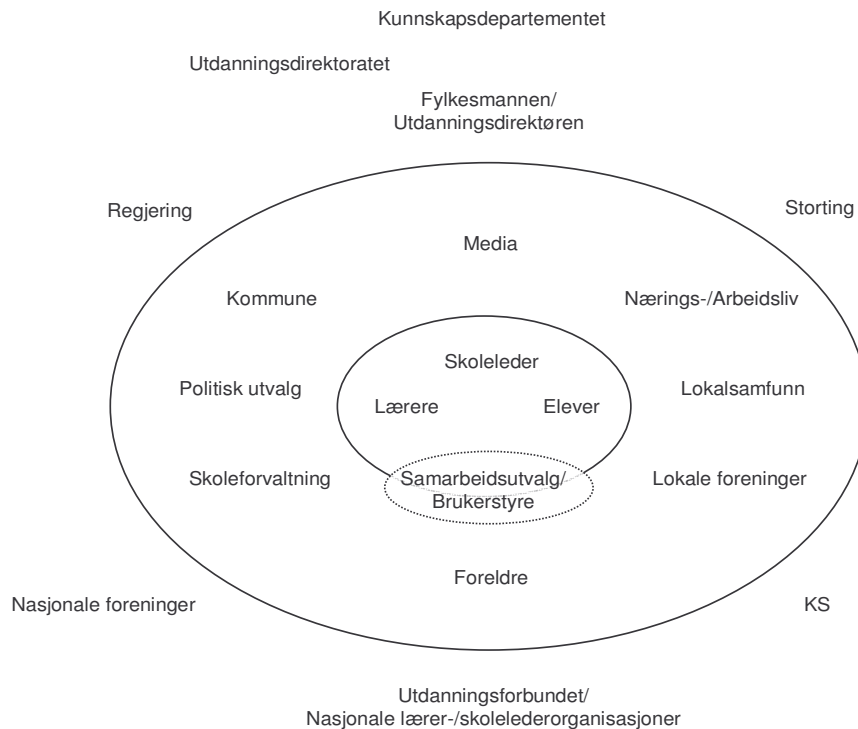 Kunnskapsdepartementet
Utdanningsdirektoratet
Fylkesmannen/
Utdanningsdirektøren
Regjering
Storting
Media
Kommune
Nærings-/Arbeidsliv
Skoleleder
Politisk utvalg
Lærere
Elever
Lokalsamfunn
Skoleforvaltning
Samarbeidsutvalg/
Brukerstyre
Lokale foreninger
Foreldre
Nasjonale foreninger
KS
Utdanningsforbundet/
Nasjonale lærer-/skolelederorganisasjoner